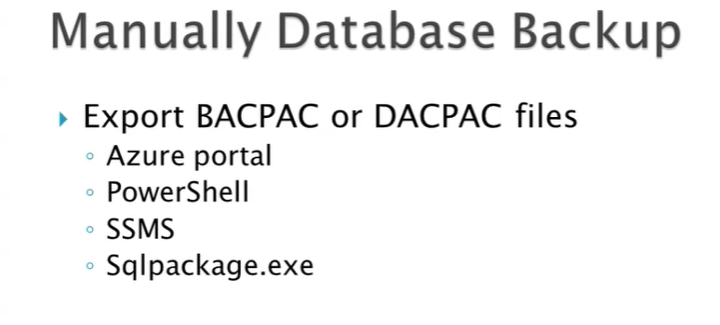 Manually Database Backup
Export BACPAC or DACPAC files
Azure portal
PowerShell
SSMS
Sqlpackage.exe